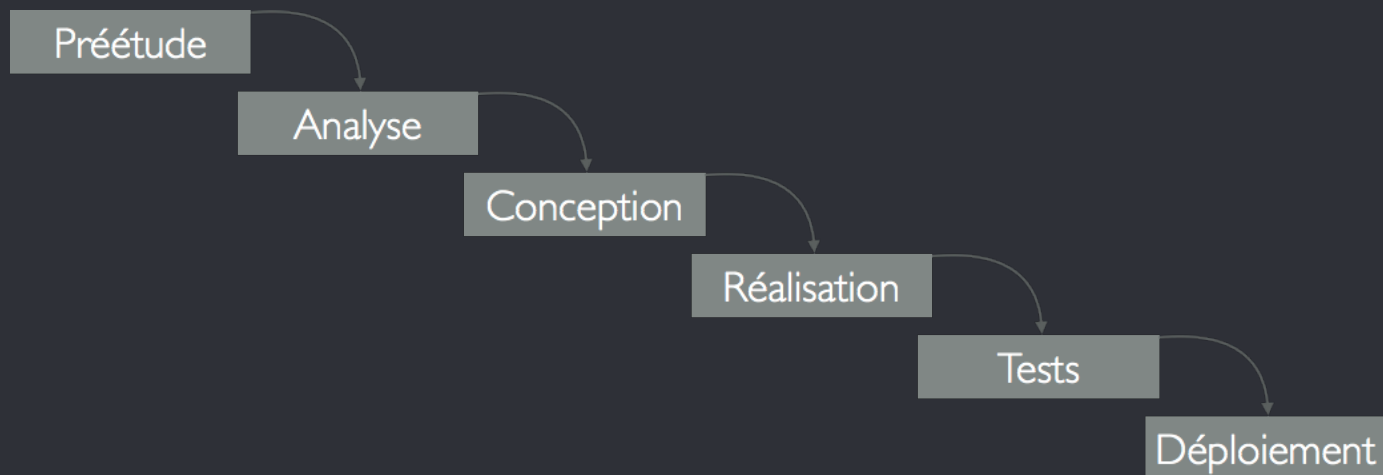 Préétude
Analyse
Conception
Réalisation
Tests
Déploiement